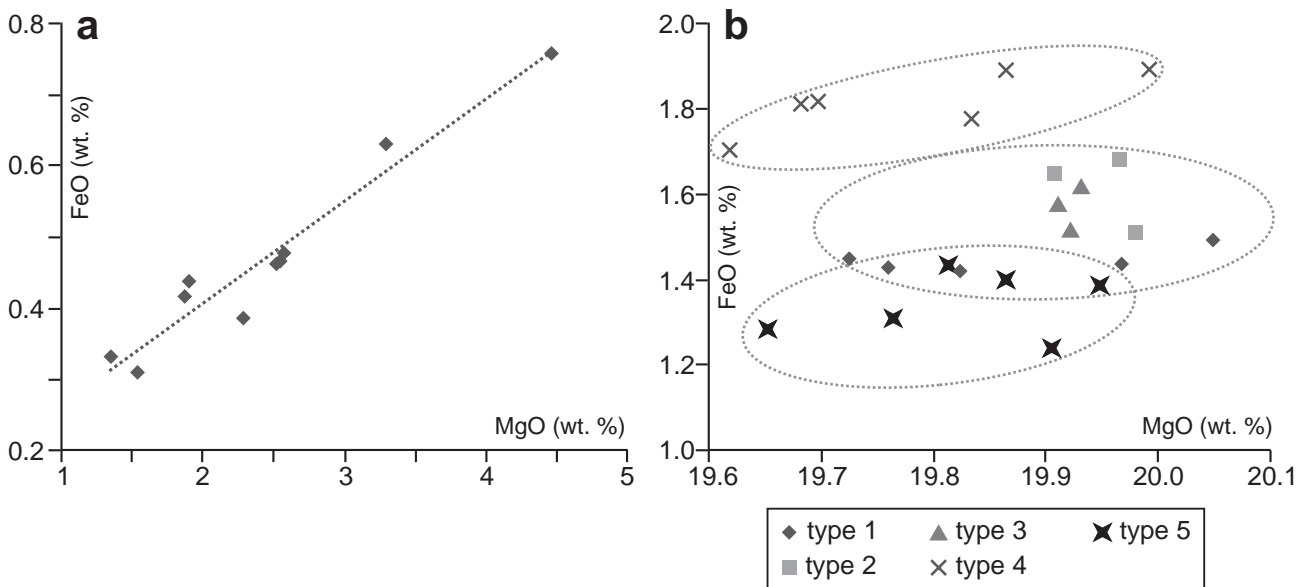 a
0.8
0.6
0.4
0.2
FeO (wt. %)
MgO (wt. %)
1 2 3 4 5
b
2.0
1.8
1.6
1.4
1.2
1.0
FeO (wt. %)
MgO (wt. %)
19.6 19.7 19.8 19.9 20.0 20.1
type 1 type 3 type 5
type 2 type 4